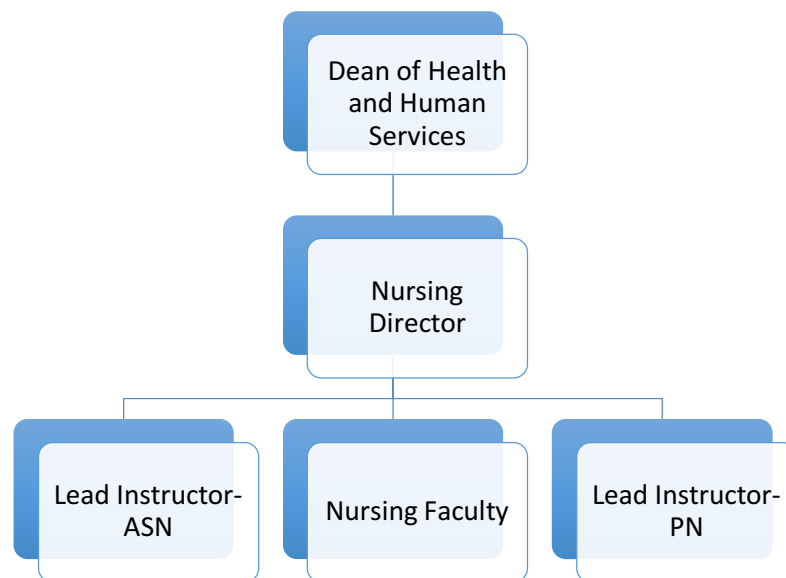 Dean of Health
and Human
Services
Nursing
Director
Lead Instructor-
ASN
Nursing Faculty
Lead Instructor-
PN